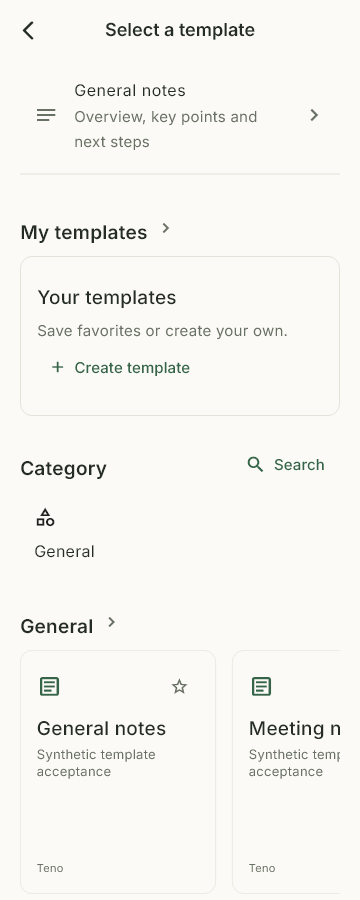 Select a template
General notes
Overview, key points and
next steps
My templates
Your templates
Save favorites or create your own.
+ Create template
Category
Search
General
General
General notes
Synthetic template
acceptance
Teno
Meeting n
Synthetic temp
acceptance
Teno